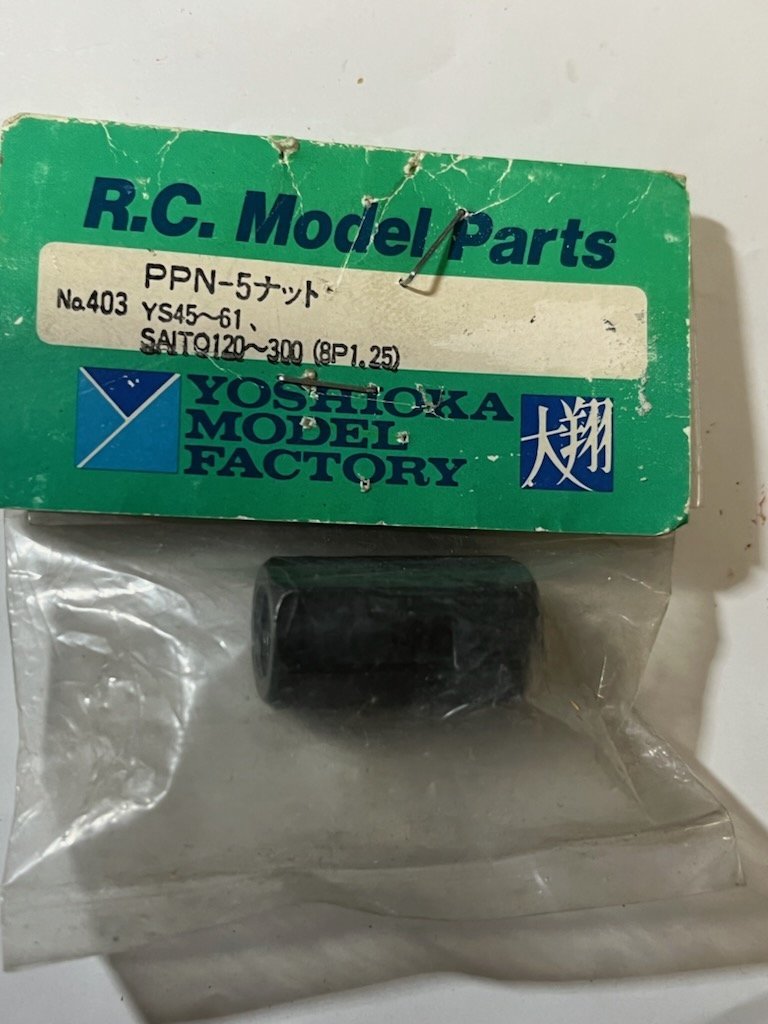 R.C. Model Parts
PPN-5ナット
No.403 YS45〜61、
SAITO120〜300 (8P1.25)
YOSHIOKA
MODEL
FACTORY
大翔